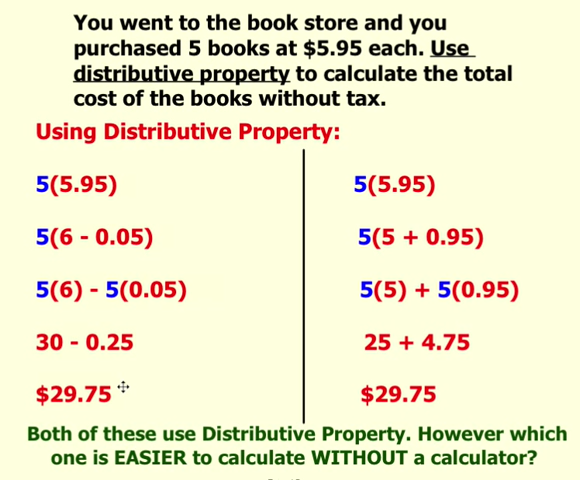 You went to the book store and you
purchased 5 books at $5.95 each. Use
distributive property to calculate the total
cost of the books without tax.
Using Distributive Property:
5(5.95)
5(6 - 0.05)
5(6) - 5(0.05)
30 - 0.25
$29.75
5(5.95)
5(5 + 0.95)
5(5) + 5(0.95)
25 + 4.75
$29.75
Both of these use Distributive Property. However which
one is EASIER to calculate WITHOUT a calculator?